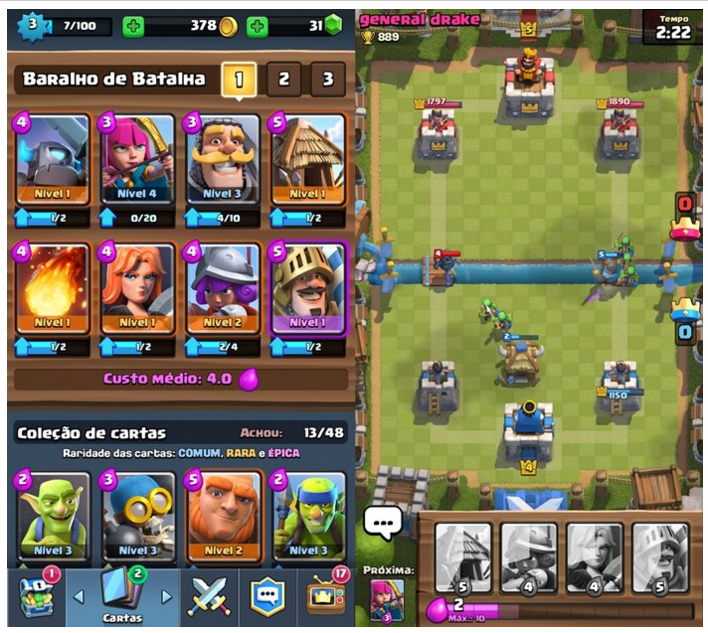 3
7/100
378
31
Baralho de Batalha
1
2
3
4
3
3
5
Nível 1
Nível 4
Nível 3
Nível 1
1/2
0/20
4/10
1/2
4
4
4
5
Nível 1
Nível 1
Nível 2
Nível 1
1/2
1/2
2/4
1/2
Custo médio: 4.0
Coleção de cartas
Achou:
13/48
Raridade das cartas: COMUM, RARA e ÉPICA
2
3
5
2
Nível 3
Nível 3
Nível 2
Nível 3
1
2
17
Cartas
general drake
889
5
Tempo
2:22
1797
1890
0
4
5
0
2
1150
4
Próxima:
3
5
4
4
5
2
Máx.: 10